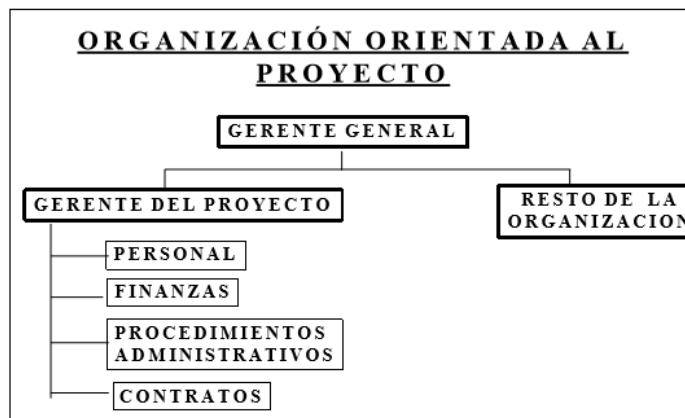 ORGANIZACIÓN ORIENTADA AL
PROYECTO
GERENTE GENERAL
GERENTE DEL PROYECTO
RESTO DE LA
ORGANIZACION
PERSONAL
FINANZAS
PROCEDIMIENTOS
ADMINISTRATIVOS
CONTRATOS